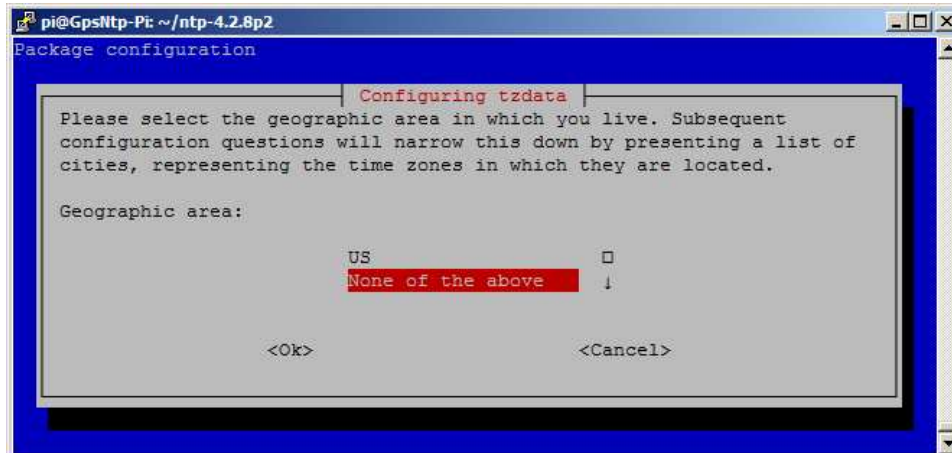 pi@GpsNtp-Pi: ~/ntp-4.2.8p2
Package configuration
Configuring tzdata
Please select the geographic area in which you live. Subsequent
configuration questions will narrow this down by presenting a list of
cities, representing the time zones in which they are located.
Geographic area:
US
None of the above ↓
<Ok> <Cancel>